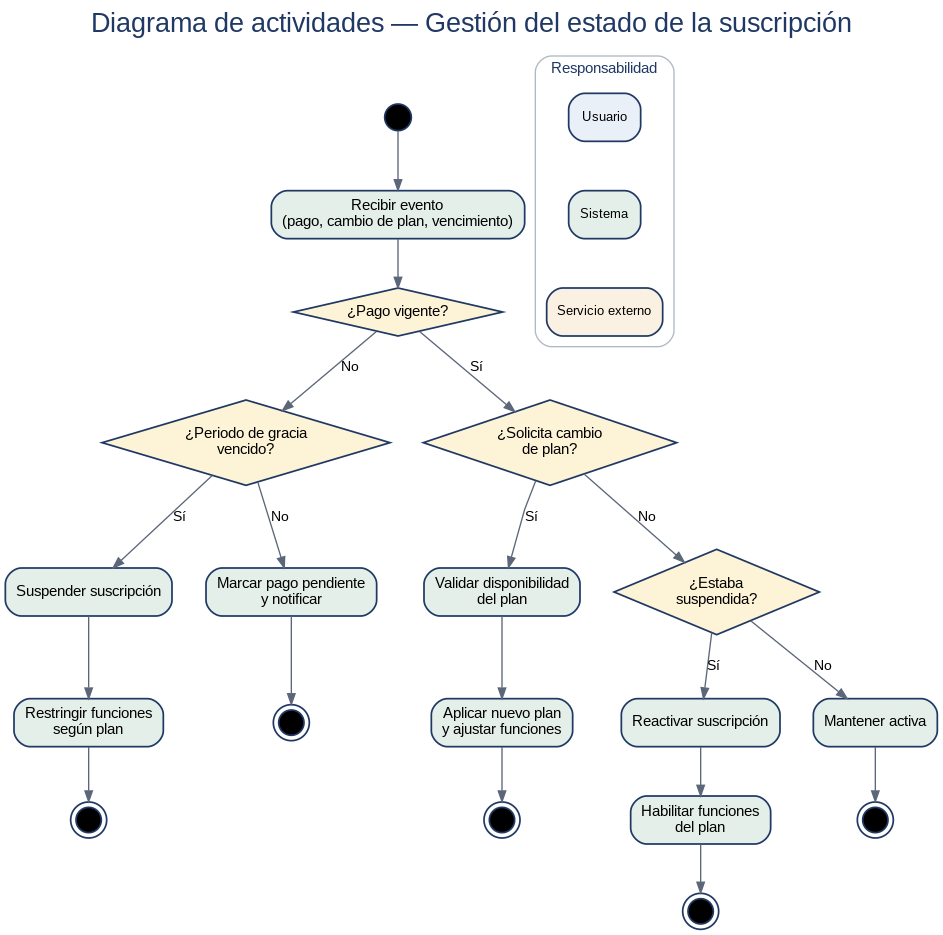 Diagrama de actividades — Gestión del estado de la suscripción
Responsabilidad
Usuario
Recibir evento
(pago, cambio de plan, vencimiento)
Sistema
¿Pago vigente?
Servicio externo
No
Sí
¿Periodo de gracia
vencido?
¿Solicita cambio
de plan?
Sí
No
Sí
No
Suspender suscripción
Marcar pago pendiente
y notificar
Validar disponibilidad
del plan
¿Estaba
suspendida?
Sí
No
Restringir funciones
según plan
Aplicar nuevo plan
y ajustar funciones
Reactivar suscripción
Mantener activa
Habilitar funciones
del plan